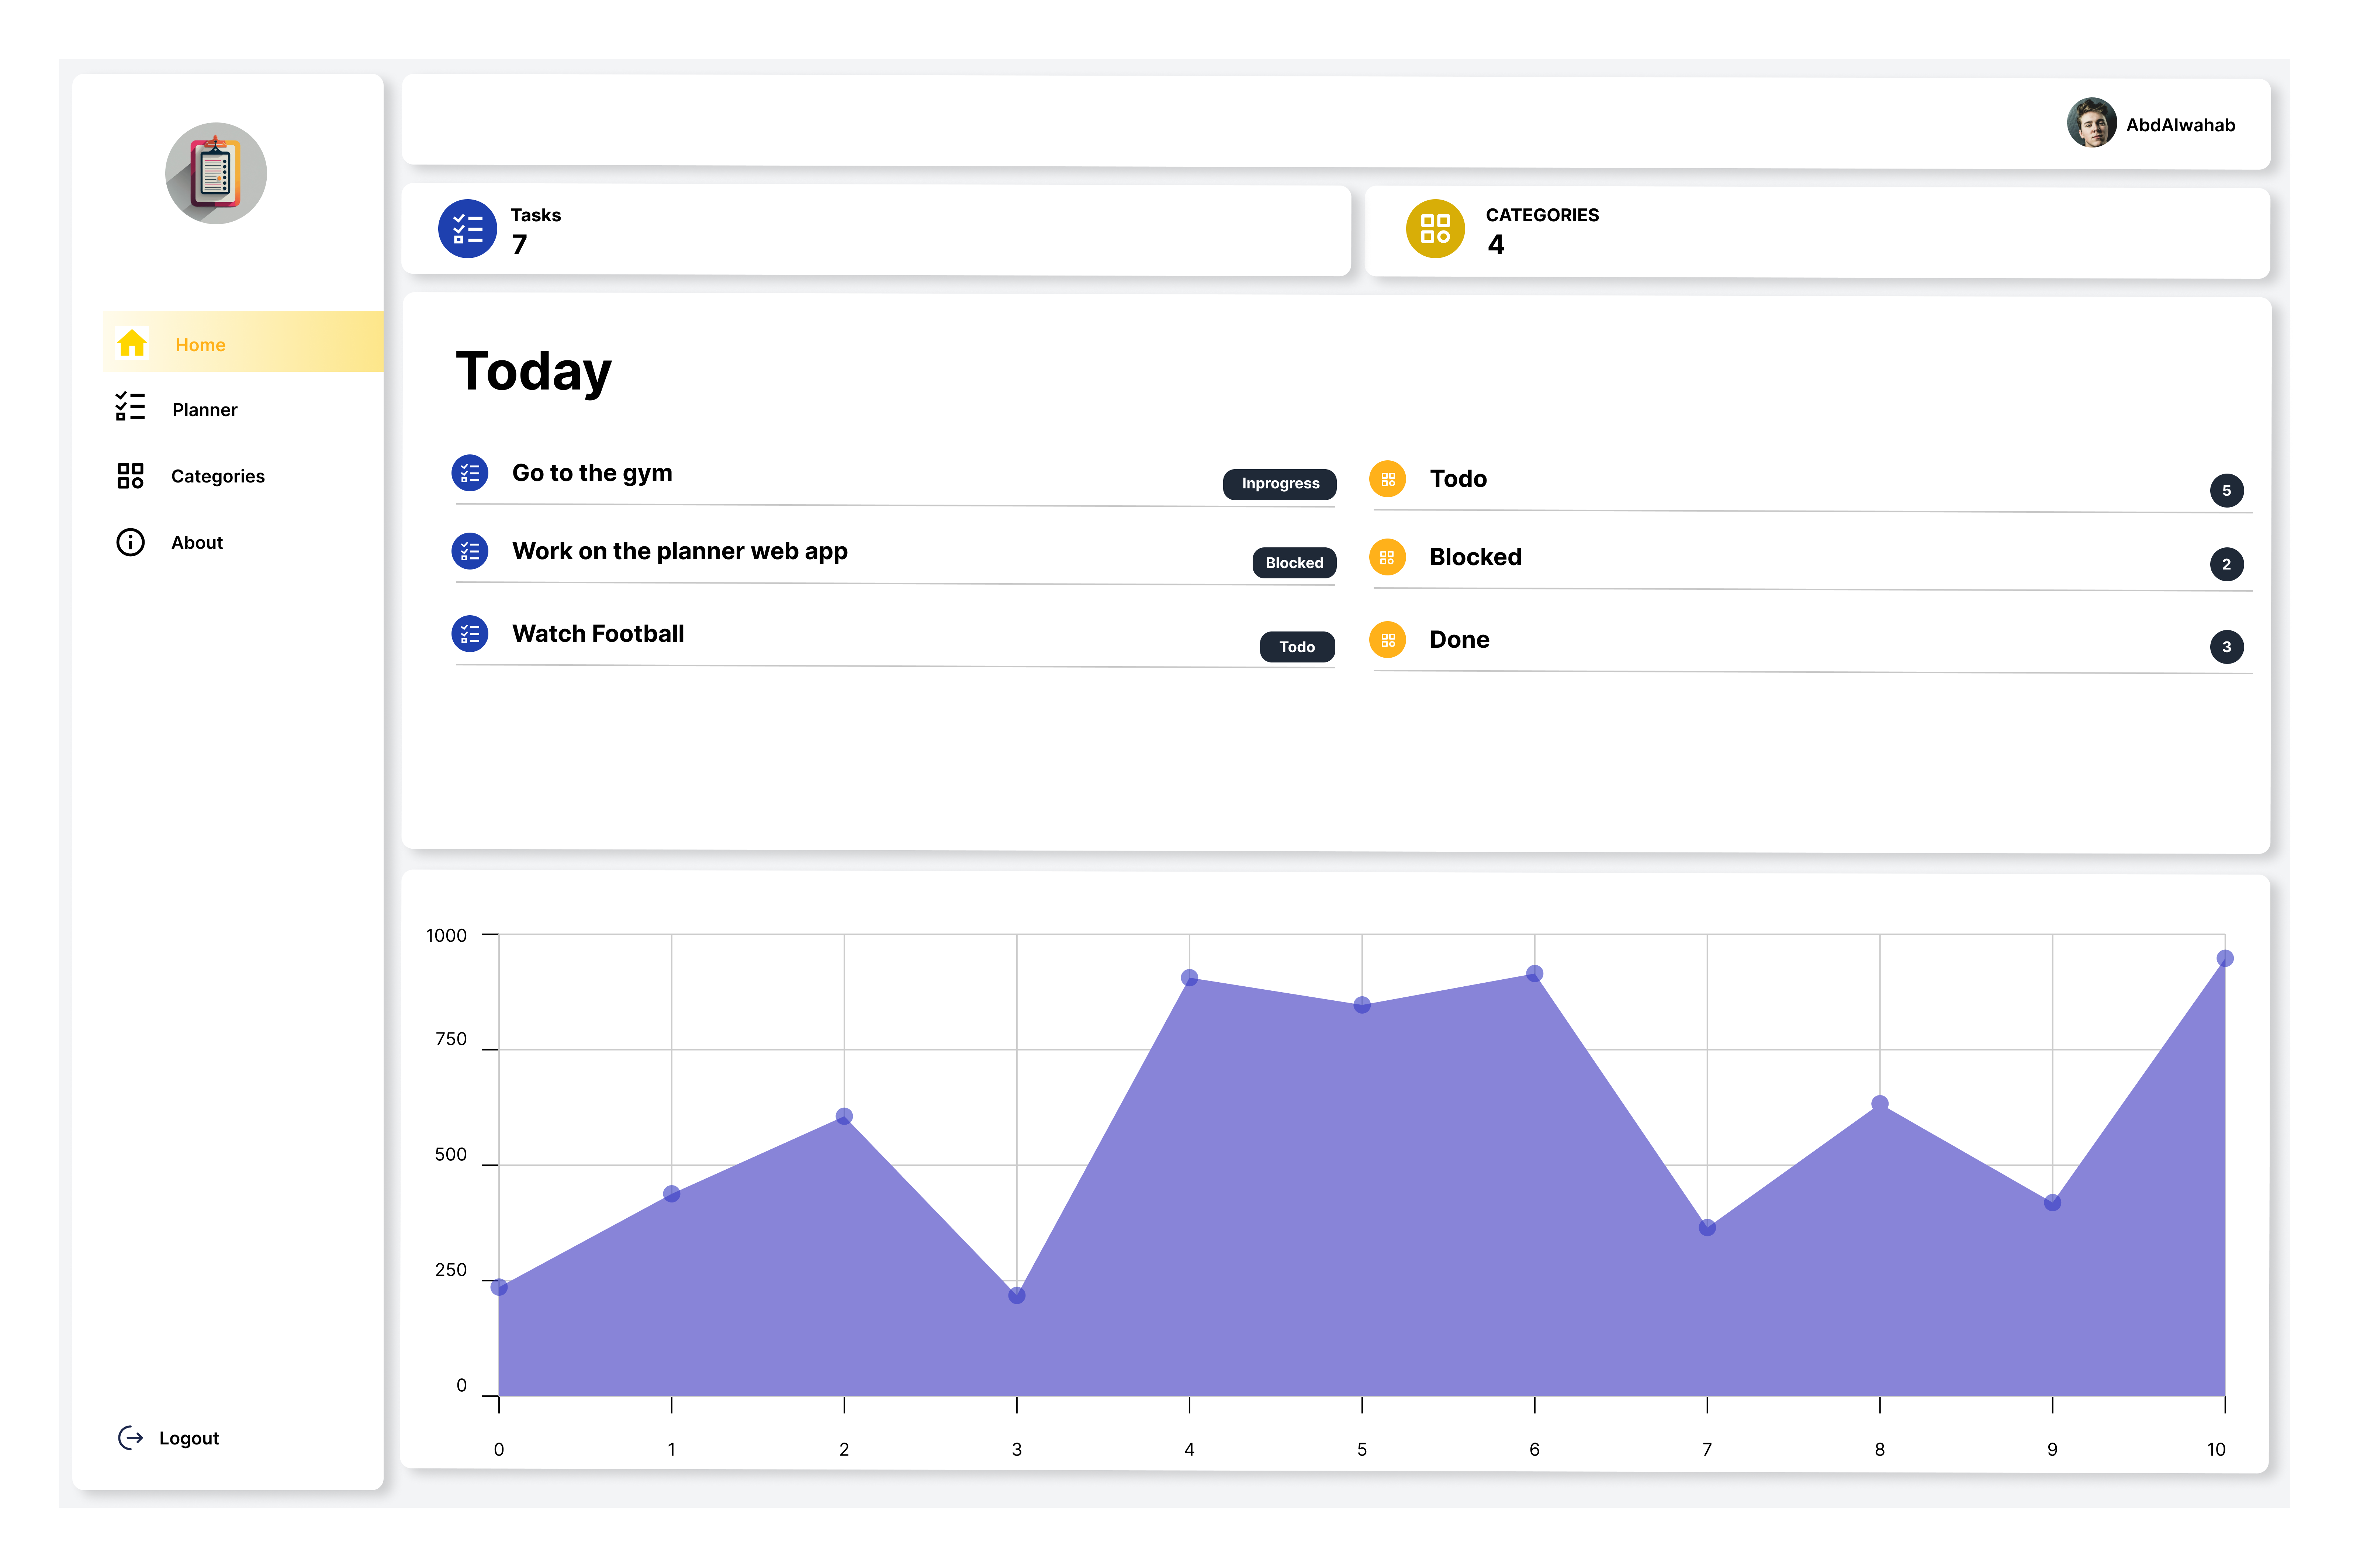 AbdAlwahab
Tasks
7
CATEGORIES
4
Home
Planner
Categories
About
Logout
Today
Go to the gym
Inprogress
Work on the planner web app
Blocked
Watch Football
Todo
Todo
5
Blocked
2
Done
3
1000
750
500
250
0
0 1 2 3 4 5 6 7 8 9 10